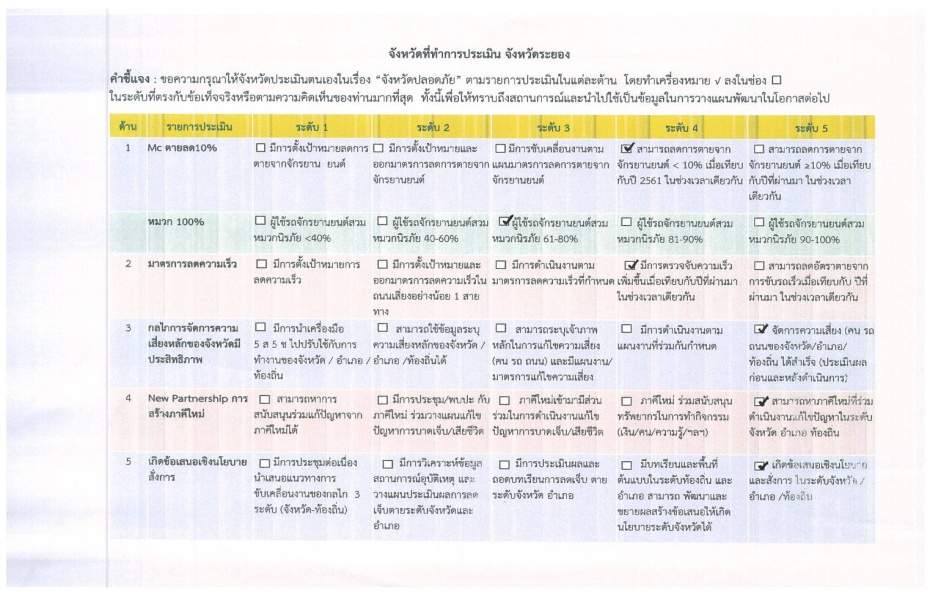 จังหวัดที่ทำการประเมิน จังหวัดระยอง
คำชี้แจง : ขอความกรุณาให้จังหวัดประเมินตนเองในเรื่อง "จังหวัดปลอดภัย" ตามรายการประเมินในแต่ละด้าน โดยทำเครื่องหมาย √ ลงในช่อง ☐
ในระดับที่ตรงกับข้อเท็จจริงหรือตามความคิดเห็นของท่านมากที่สุด ทั้งนี้เพื่อให้ทราบถึงสถานการณ์และนำไปใช้เป็นข้อมูลในการวางแผนพัฒนาในโอกาสต่อไป
ด้าน รายการประเมิน ระดับ 1 ระดับ 2 ระดับ 3 ระดับ 4 ระดับ 5
1 Mc ตายลด10%
☐ มีการตั้งเป้าหมายลดการ
ตายจากจักรยาน ยนต์
☐ มีการตั้งเป้าหมายและ
ออกมาตรการลดการตายจาก
จักรยานยนต์
☐ มีการขับเคลื่อนงานตาม
แผนมาตรการลดการตายจาก
จักรยานยนต์
☑ สามารถลดการตายจาก
จักรยานยนต์ < 10% เมื่อเทียบ
กับปี 2561 ในช่วงเวลาเดียวกัน
☐ สามารถลดการตายจาก
จักรยานยนต์ ≥10% เมื่อเทียบ
กับปีที่ผ่านมา ในช่วงเวลา
เดียวกัน
หมวก 100%
☐ ผู้ใช้รถจักรยานยนต์สวม
หมวกนิรภัย <40%
☐ ผู้ใช้รถจักรยานยนต์สวม
หมวกนิรภัย 40-60%
☑ ผู้ใช้รถจักรยานยนต์สวม
หมวกนิรภัย 61-80%
☐ ผู้ใช้รถจักรยานยนต์สวม
หมวกนิรภัย 81-90%
☐ ผู้ใช้รถจักรยานยนต์สวม
หมวกนิรภัย 90-100%
2 มาตรการลดความเร็ว
☐ มีการตั้งเป้าหมายการ
ลดความเร็ว
☐ มีการตั้งเป้าหมายและ
ออกมาตรการลดความเร็วใน
ถนนเสี่ยงอย่างน้อย 1 สาย
ทาง
☐ มีการดำเนินงานตาม
มาตรการลดความเร็วที่กำหนด
☑ มีการตรวจจับความเร็ว
เพิ่มขึ้นเมื่อเทียบกับปีที่ผ่านมา
ในช่วงเวลาเดียวกัน
☐ สามารถลดอัตราตายจาก
การขับรถเร็วเมื่อเทียบกับ ปีที่
ผ่านมา ในช่วงเวลาเดียวกัน
3 กลไกการจัดการความ
เสี่ยงหลักของจังหวัดมี
ประสิทธิภาพ
☐ มีการนำเครื่องมือ
5 ส 5 ช ไปปรับใช้กับการ
ทำงานของจังหวัด / อำเภอ /
ท้องถิ่น
☐ สามารถใช้ข้อมูลระบุ
ความเสี่ยงหลักของจังหวัด /
อำเภอ /ท้องถิ่นได้
☐ สามารถระบุเจ้าภาพ
หลักในการแก้ไขความเสี่ยง
(คน รถ ถนน) และมีแผนงาน/
มาตรการแก้ไขความเสี่ยง
☐ มีการดำเนินงานตาม
แผนงานที่ร่วมกันกำหนด
☑ จัดการความเสี่ยง (คน รถ
ถนนของจังหวัด/อำเภอ/
ท้องถิ่น ได้สำเร็จ (ประเมินผล
ก่อนและหลังดำเนินการ)
4 New Partnership การ
สร้างภาคีใหม่
☐ สามารถหาการ
สนับสนุนร่วมแก้ปัญหาจาก
ภาคีใหม่ได้
☐ มีการประชุม/พบปะ กับ
ภาคีใหม่ ร่วมวางแผนแก้ไข
ปัญหาการบาดเจ็บ/เสียชีวิต
☐ ภาคีใหม่เข้ามามีส่วน
ร่วมในการดำเนินงานแก้ไข
ปัญหาการบาดเจ็บ/เสียชีวิต
☐ ภาคีใหม่ ร่วมสนับสนุน
ทรัพยากรในการทำกิจกรรม
(เงิน/คน/ความรู้/ฯลฯ)
☑ สามารถหาภาคีใหม่ที่ร่วม
ดำเนินงานแก้ไขปัญหาในระดับ
จังหวัด อำเภอ ท้องถิ่น
5 เกิดข้อเสนอเชิงนโยบาย
สั่งการ
☐ มีการประชุมต่อเนื่อง
นำเสนอแนวทางการ
ขับเคลื่อนงานของกลไก 3
ระดับ (จังหวัด-ท้องถิ่น)
☐ มีการวิเคราะห์ข้อมูล
สถานการณ์อุบัติเหตุ และ
วางแผนประเมินผลการลด
เจ็บตายระดับจังหวัดและ
อำเภอ
☐ มีการประเมินผลและ
ถอดบทเรียนการลดเจ็บ ตาย
ระดับจังหวัด อำเภอ
☐ มีบทเรียนและพื้นที่
ต้นแบบในระดับท้องถิ่น และ
อำเภอ สามารถ พัฒนาและ
ขยายผลสร้างข้อเสนอให้เกิด
นโยบายระดับจังหวัดได้
☑ เกิดข้อเสนอเชิงนโยบาย
และสั่งการ ในระดับจังหวัด /
อำเภอ /ท้องถิ่น